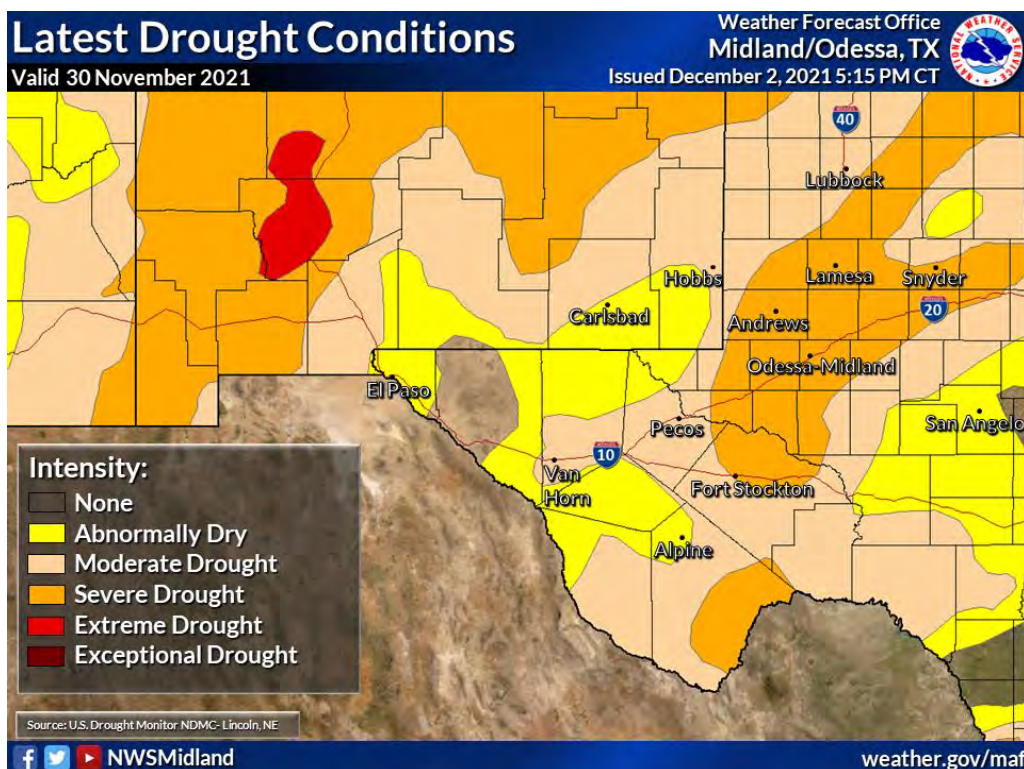 Latest Drought Conditions
Valid 30 November 2021
Weather Forecast Office
Midland/Odessa, TX
Issued December 2, 2021 5:15 PM CT
NATIONAL WEATHER SERVICE
40
Lubbock
Hobbs
Lamesa
Snyder
Carlsbad
Andrews
20
Odessa-Midland
El Paso
Pecos
San Angelo
10
Van
Horn
Fort Stockton
Alpine
Intensity:
None
Abnormally Dry
Moderate Drought
Severe Drought
Extreme Drought
Exceptional Drought
Source: U.S. Drought Monitor NDMC- Lincoln, NE
NWSMidland
weather.gov/maf